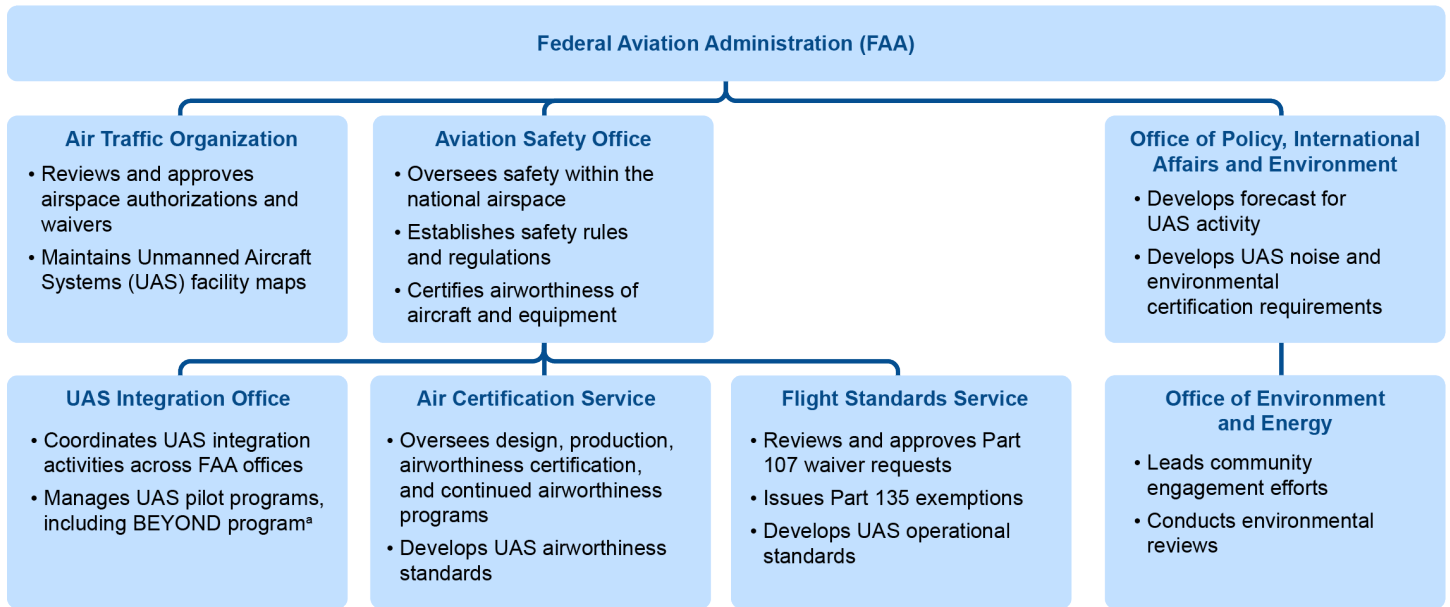 Federal Aviation Administration (FAA)
Air Traffic Organization
• Reviews and approves
airspace authorizations and
waivers
• Maintains Unmanned Aircraft
Systems (UAS) facility maps
Aviation Safety Office
• Oversees safety within the
national airspace
• Establishes safety rules
and regulations
• Certifies airworthiness of
aircraft and equipment
Office of Policy, International
Affairs and Environment
• Develops forecast for
UAS activity
• Develops UAS noise and
environmental
certification requirements
UAS Integration Office
• Coordinates UAS integration
activities across FAA offices
• Manages UAS pilot programs,
including BEYOND programᵃ
Air Certification Service
• Oversees design, production,
airworthiness certification,
and continued airworthiness
programs
• Develops UAS airworthiness
standards
Flight Standards Service
• Reviews and approves Part
107 waiver requests
• Issues Part 135 exemptions
• Develops UAS operational
standards
Office of Environment
and Energy
• Leads community
engagement efforts
• Conducts environmental
reviews